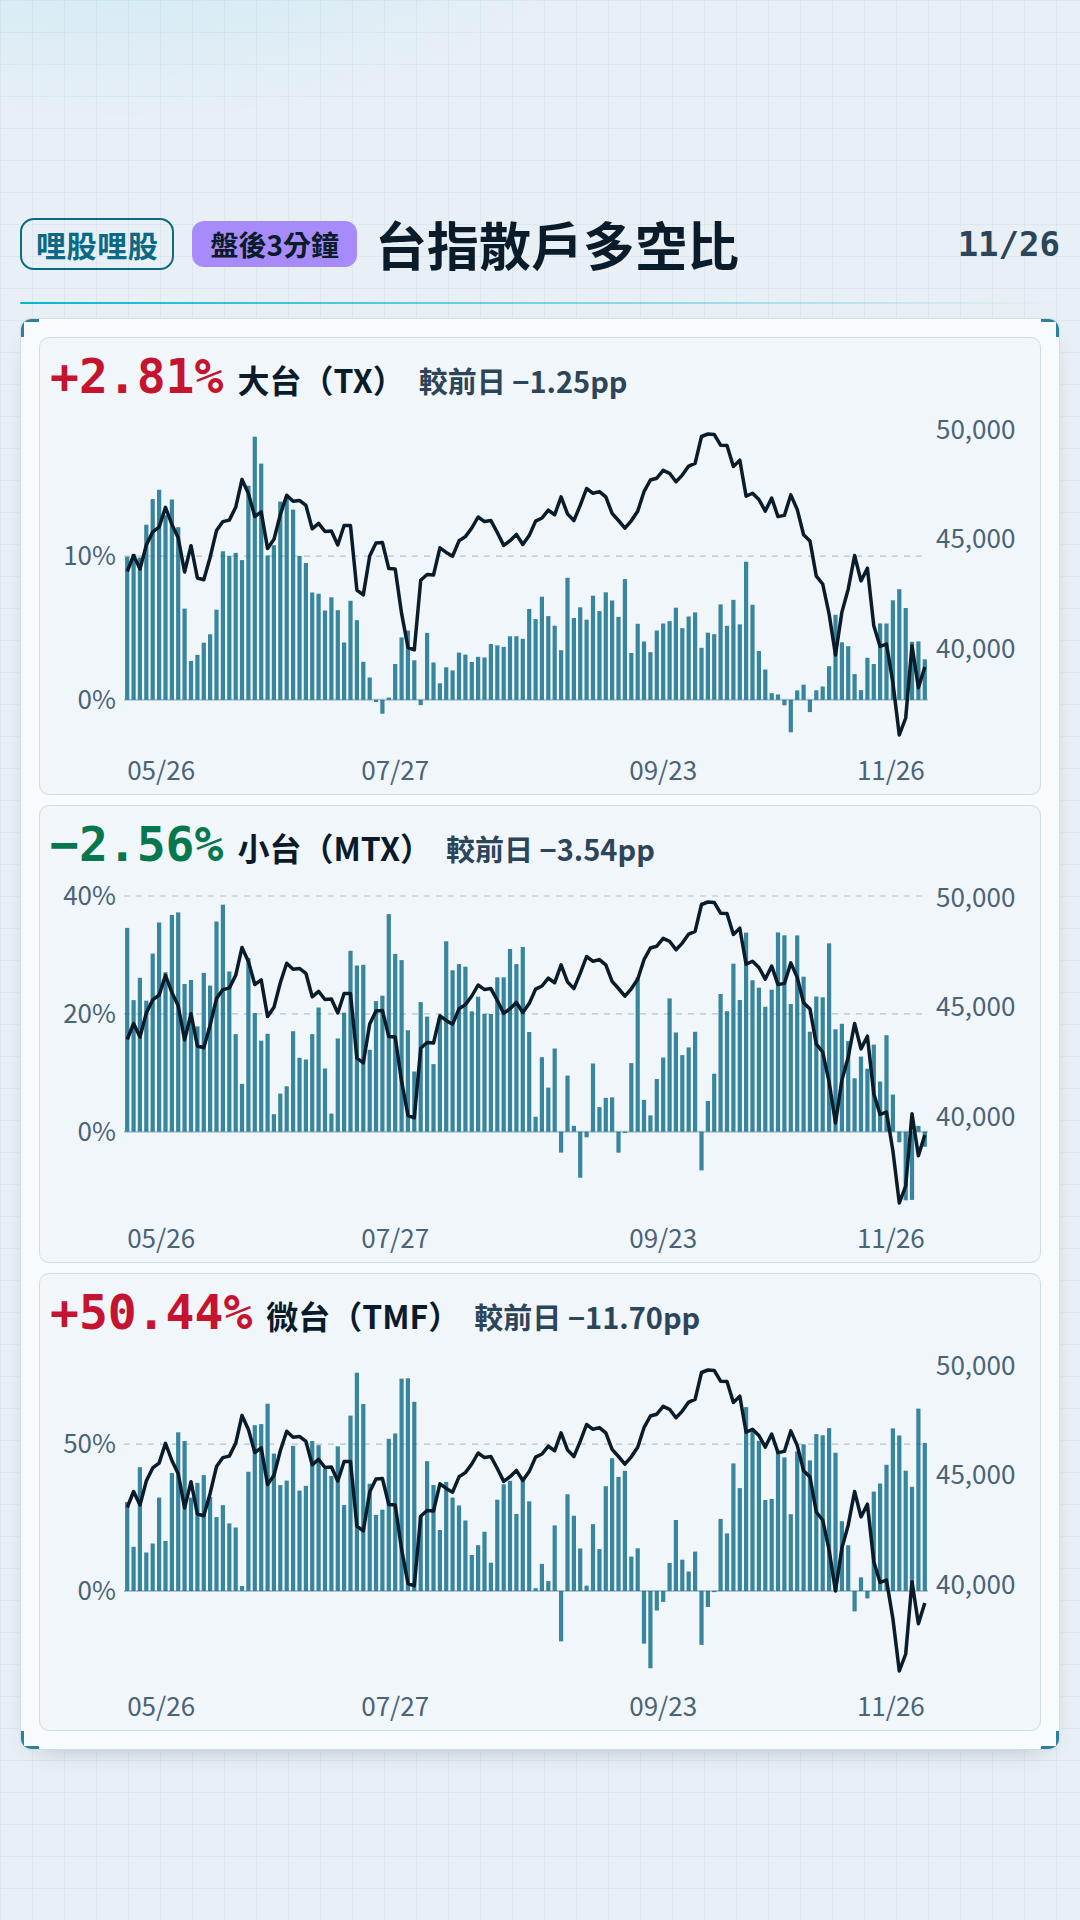 哩股哩股 盤後3分鐘 台指散戶多空比 11/26
+2.81% 大台（TX） 較前日 −1.25pp
50,000
45,000
10%
40,000
0%
05/26 07/27 09/23 11/26
−2.56% 小台（MTX） 較前日 −3.54pp
40% 50,000
20% 45,000
0% 40,000
05/26 07/27 09/23 11/26
+50.44% 微台（TMF） 較前日 −11.70pp
50,000
50%
45,000
0% 40,000
05/26 07/27 09/23 11/26